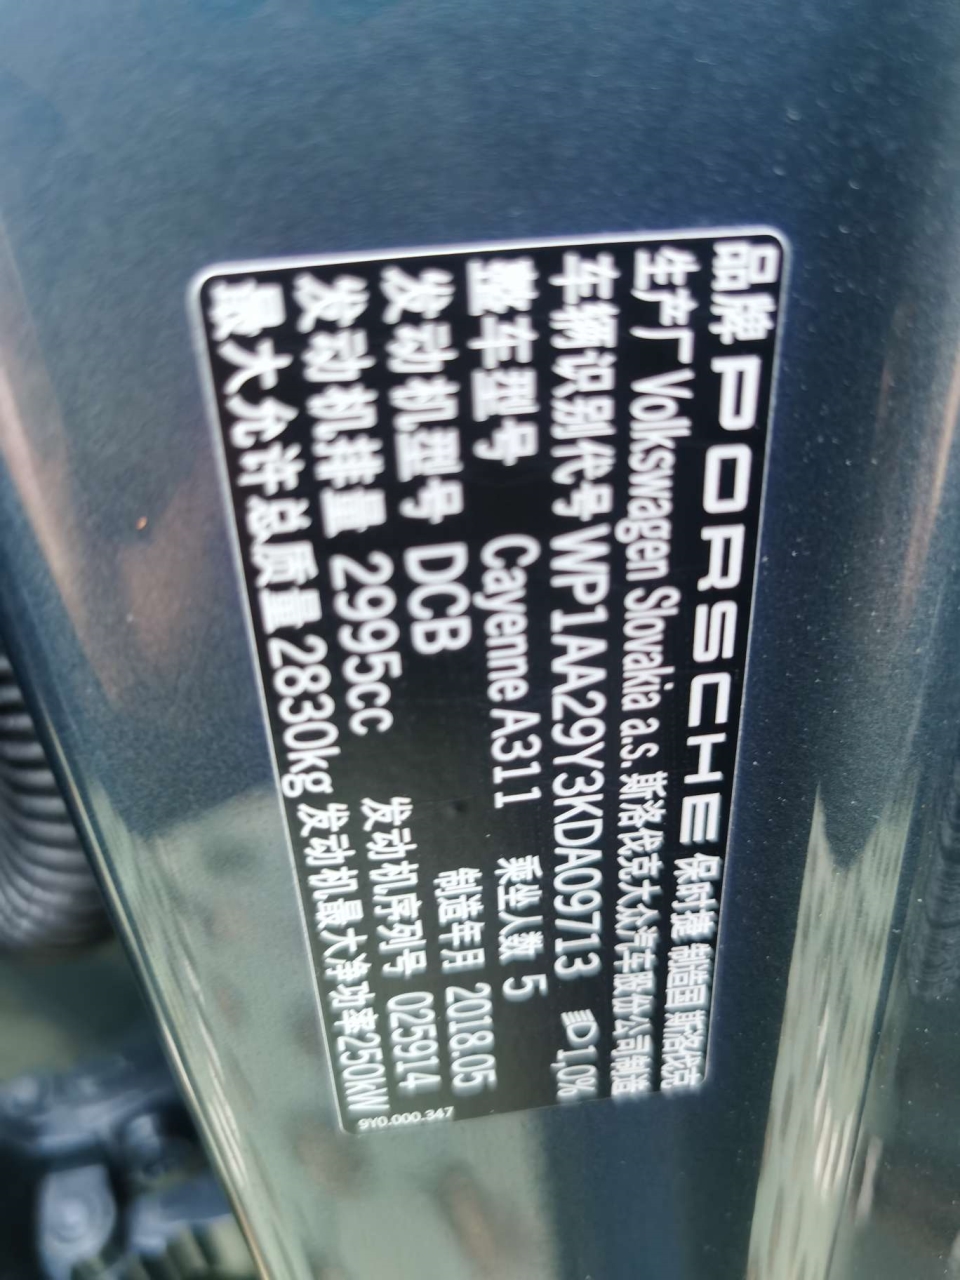 品牌 PORSCHE 保时捷 制造国 斯洛伐克
生产厂 Volkswagen Slovakia a.s. 斯洛伐克大众汽车股份公司制造
车辆识别代号 WP1AA29Y3KDA09713 1,0%
整车型号 Cayenne A311 乘坐人数 5
发动机型号 DCB 制造年月 2018.05
发动机排量 2995cc 发动机序列号 025914
最大允许总质量 2830kg 发动机最大净功率250kW
9Y0.000.347